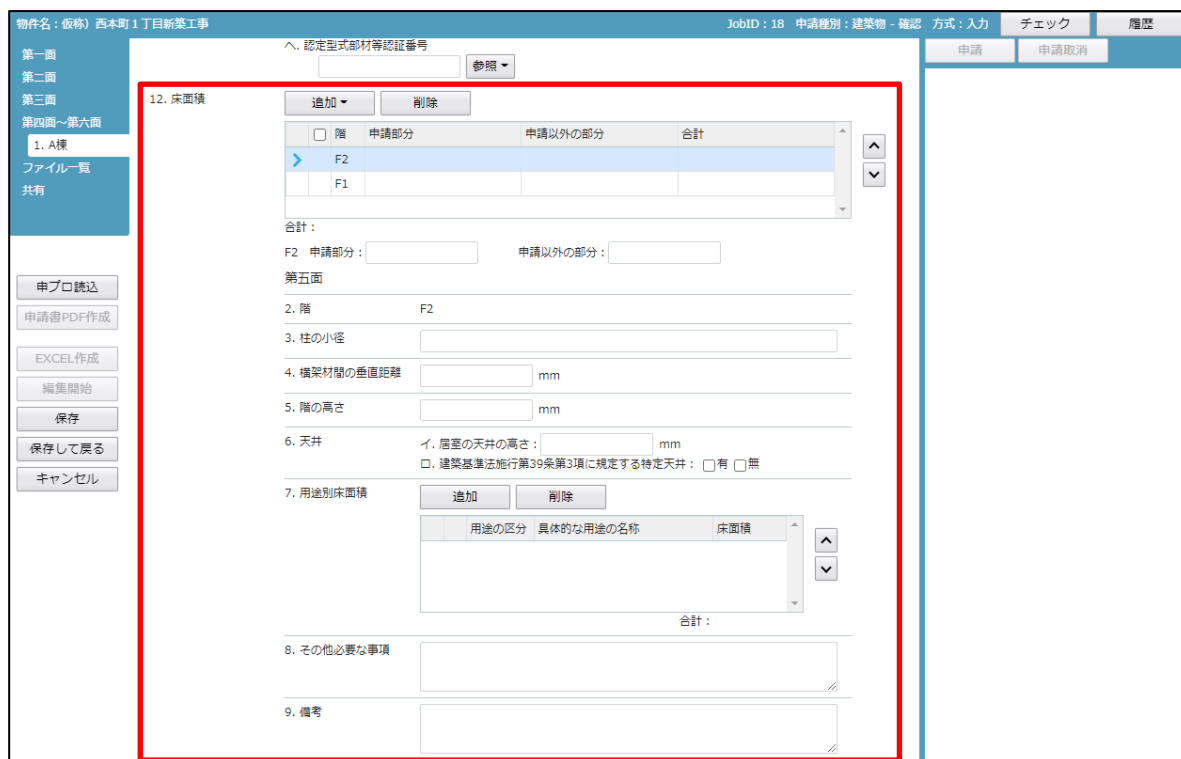 物件名：仮称）西本町１丁目新築工事 JobID：18 申請種別：建築物 - 確認 方式：入力 チェック 履歴
申請 申請取消
第一面
第二面
第三面
第四面～第六面
1. A棟
ファイル一覧
共有
申プロ読込
申請書PDF作成
EXCEL作成
編集開始
保存
保存して戻る
キャンセル
ヘ. 認定型式部材等認証番号
参照
12. 床面積 追加 削除
階 申請部分 申請以外の部分 合計
F2
F1
合計：
F2 申請部分： 申請以外の部分：
第五面
2. 階 F2
3. 柱の小径
4. 横架材間の垂直距離 mm
5. 階の高さ mm
6. 天井 イ. 居室の天井の高さ： mm
ロ. 建築基準法施行第39条第3項に規定する特定天井： 有 無
7. 用途別床面積 追加 削除
用途の区分 具体的な用途の名称 床面積
合計：
8. その他必要な事項
9. 備考